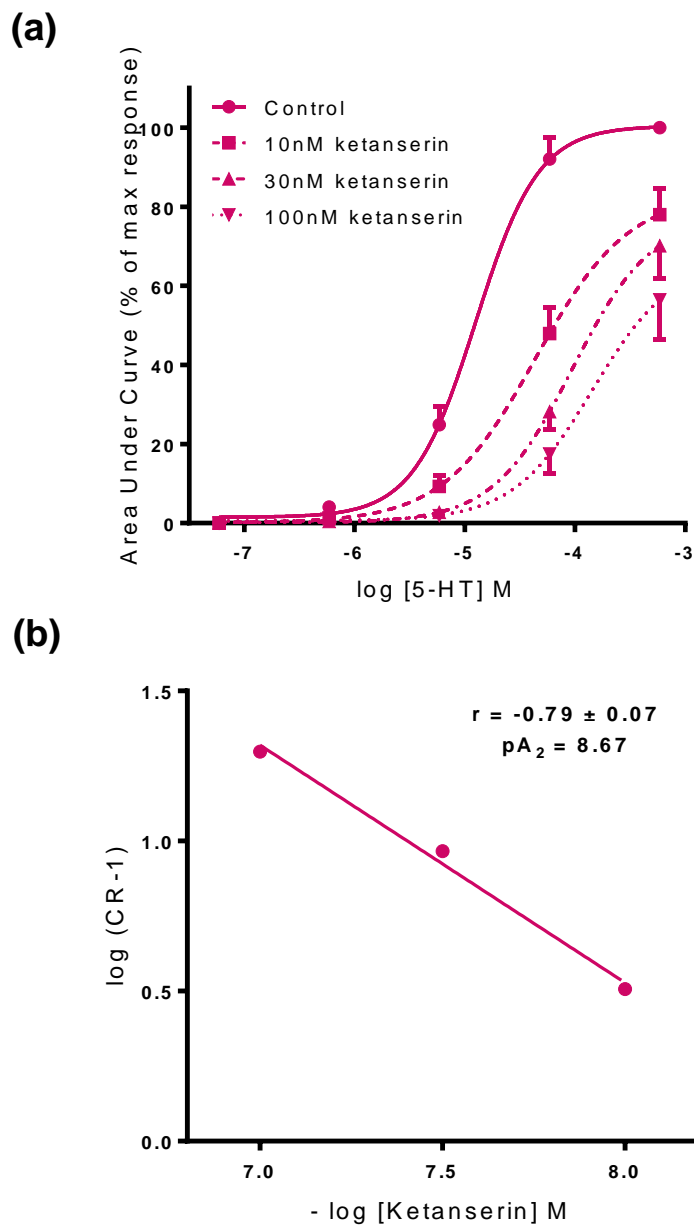 (a)
Area Under Curve (% of max response)
Control
10nM ketanserin
30nM ketanserin
100nM ketanserin
100
80
60
40
20
0
-7
-6
-5
-4
-3
log [5-HT] M
(b)
log (CR-1)
1.5
1.0
0.5
0.0
r = -0.79 ± 0.07
pA2 = 8.67
7.0
7.5
8.0
- log [Ketanserin] M